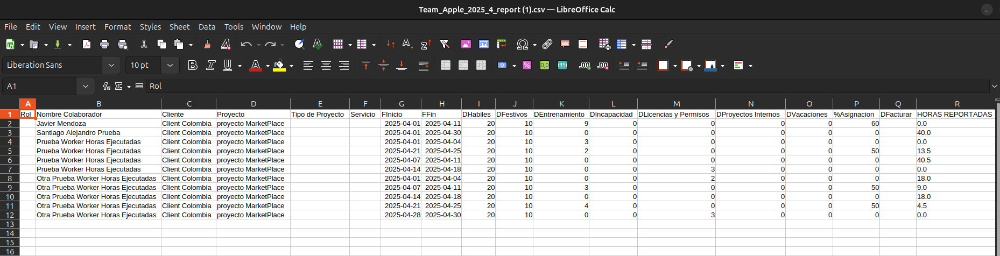 Team_Apple_2025_4_report (1).csv — LibreOffice Calc
File Edit View Insert Format Styles Sheet Data Tools Window Help
Liberation Sans 10 pt
A1 Rol
A B C D E F G H I J K L M N O P Q R
1 Rol Nombre Colaborador Cliente Proyecto Tipo de Proyecto Servicio FInicio FFin DHabiles DFestivos DEntrenamiento DIncapacidad DLicencias y Permisos DProyectos Internos DVacaciones %Asignacion DFacturar HORAS REPORTADAS
2 Javier Mendoza Client Colombia proyecto MarketPlace 2025-04-01 2025-04-11 20 10 9 0 0 0 0 60 0.0
3 Santiago Alejandro Prueba Client Colombia proyecto MarketPlace 2025-04-01 2025-04-30 20 10 0 0 0 0 0 0 40.0
4 Prueba Worker Horas Ejecutadas Client Colombia proyecto MarketPlace 2025-04-01 2025-04-04 20 10 3 0 0 0 0 0 0.0
5 Prueba Worker Horas Ejecutadas Client Colombia proyecto MarketPlace 2025-04-21 2025-04-25 20 10 2 0 0 0 0 50 13.5
6 Prueba Worker Horas Ejecutadas Client Colombia proyecto MarketPlace 2025-04-07 2025-04-11 20 10 0 0 0 0 0 0 40.5
7 Prueba Worker Horas Ejecutadas Client Colombia proyecto MarketPlace 2025-04-14 2025-04-18 20 10 0 0 3 0 0 0 0.0
8 Otra Prueba Worker Horas Ejecutadas Client Colombia proyecto MarketPlace 2025-04-01 2025-04-04 20 10 0 0 2 0 0 0 18.0
9 Otra Prueba Worker Horas Ejecutadas Client Colombia proyecto MarketPlace 2025-04-07 2025-04-11 20 10 3 0 0 0 0 50 9.0
10 Otra Prueba Worker Horas Ejecutadas Client Colombia proyecto MarketPlace 2025-04-14 2025-04-18 20 10 0 0 0 0 0 0 18.0
11 Otra Prueba Worker Horas Ejecutadas Client Colombia proyecto MarketPlace 2025-04-21 2025-04-25 20 10 4 0 0 0 0 50 4.5
12 Otra Prueba Worker Horas Ejecutadas Client Colombia proyecto MarketPlace 2025-04-28 2025-04-30 20 10 0 0 3 0 0 0 0.0
13
14
15
16